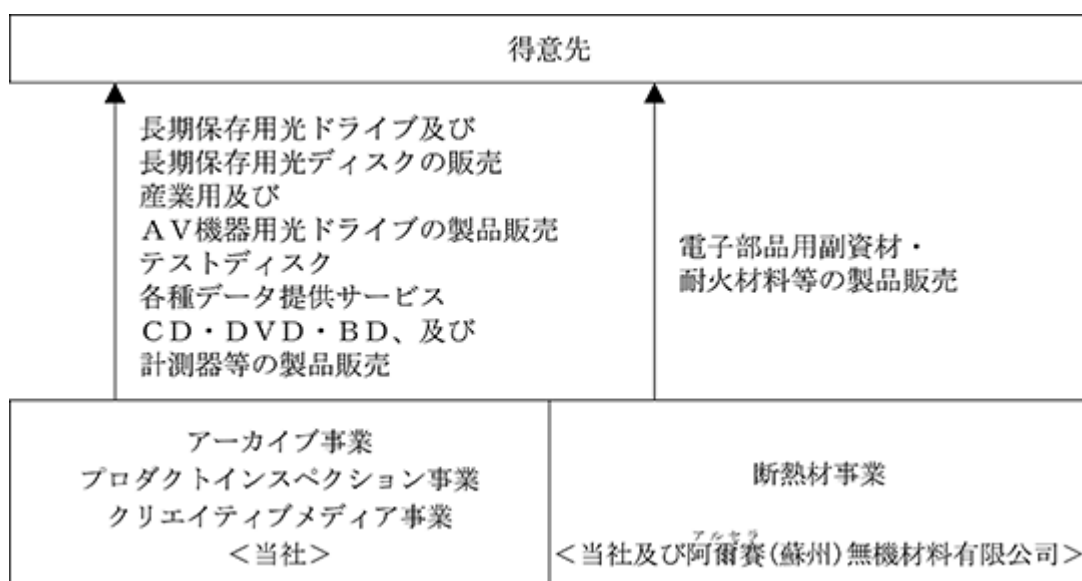 得意先
長期保存用光ドライブ及び
長期保存用光ディスクの販売
産業用及び
ＡＶ機器用光ドライブの製品販売
テストディスク
各種データ提供サービス
ＣＤ・ＤＶＤ・ＢＤ、及び
計測器等の製品販売
電子部品用副資材・
耐火材料等の製品販売
アーカイブ事業
プロダクトインスペクション事業
クリエイティブメディア事業
＜当社＞
断熱材事業
アルセラ
＜当社及び阿爾賽(蘇州)無機材料有限公司＞